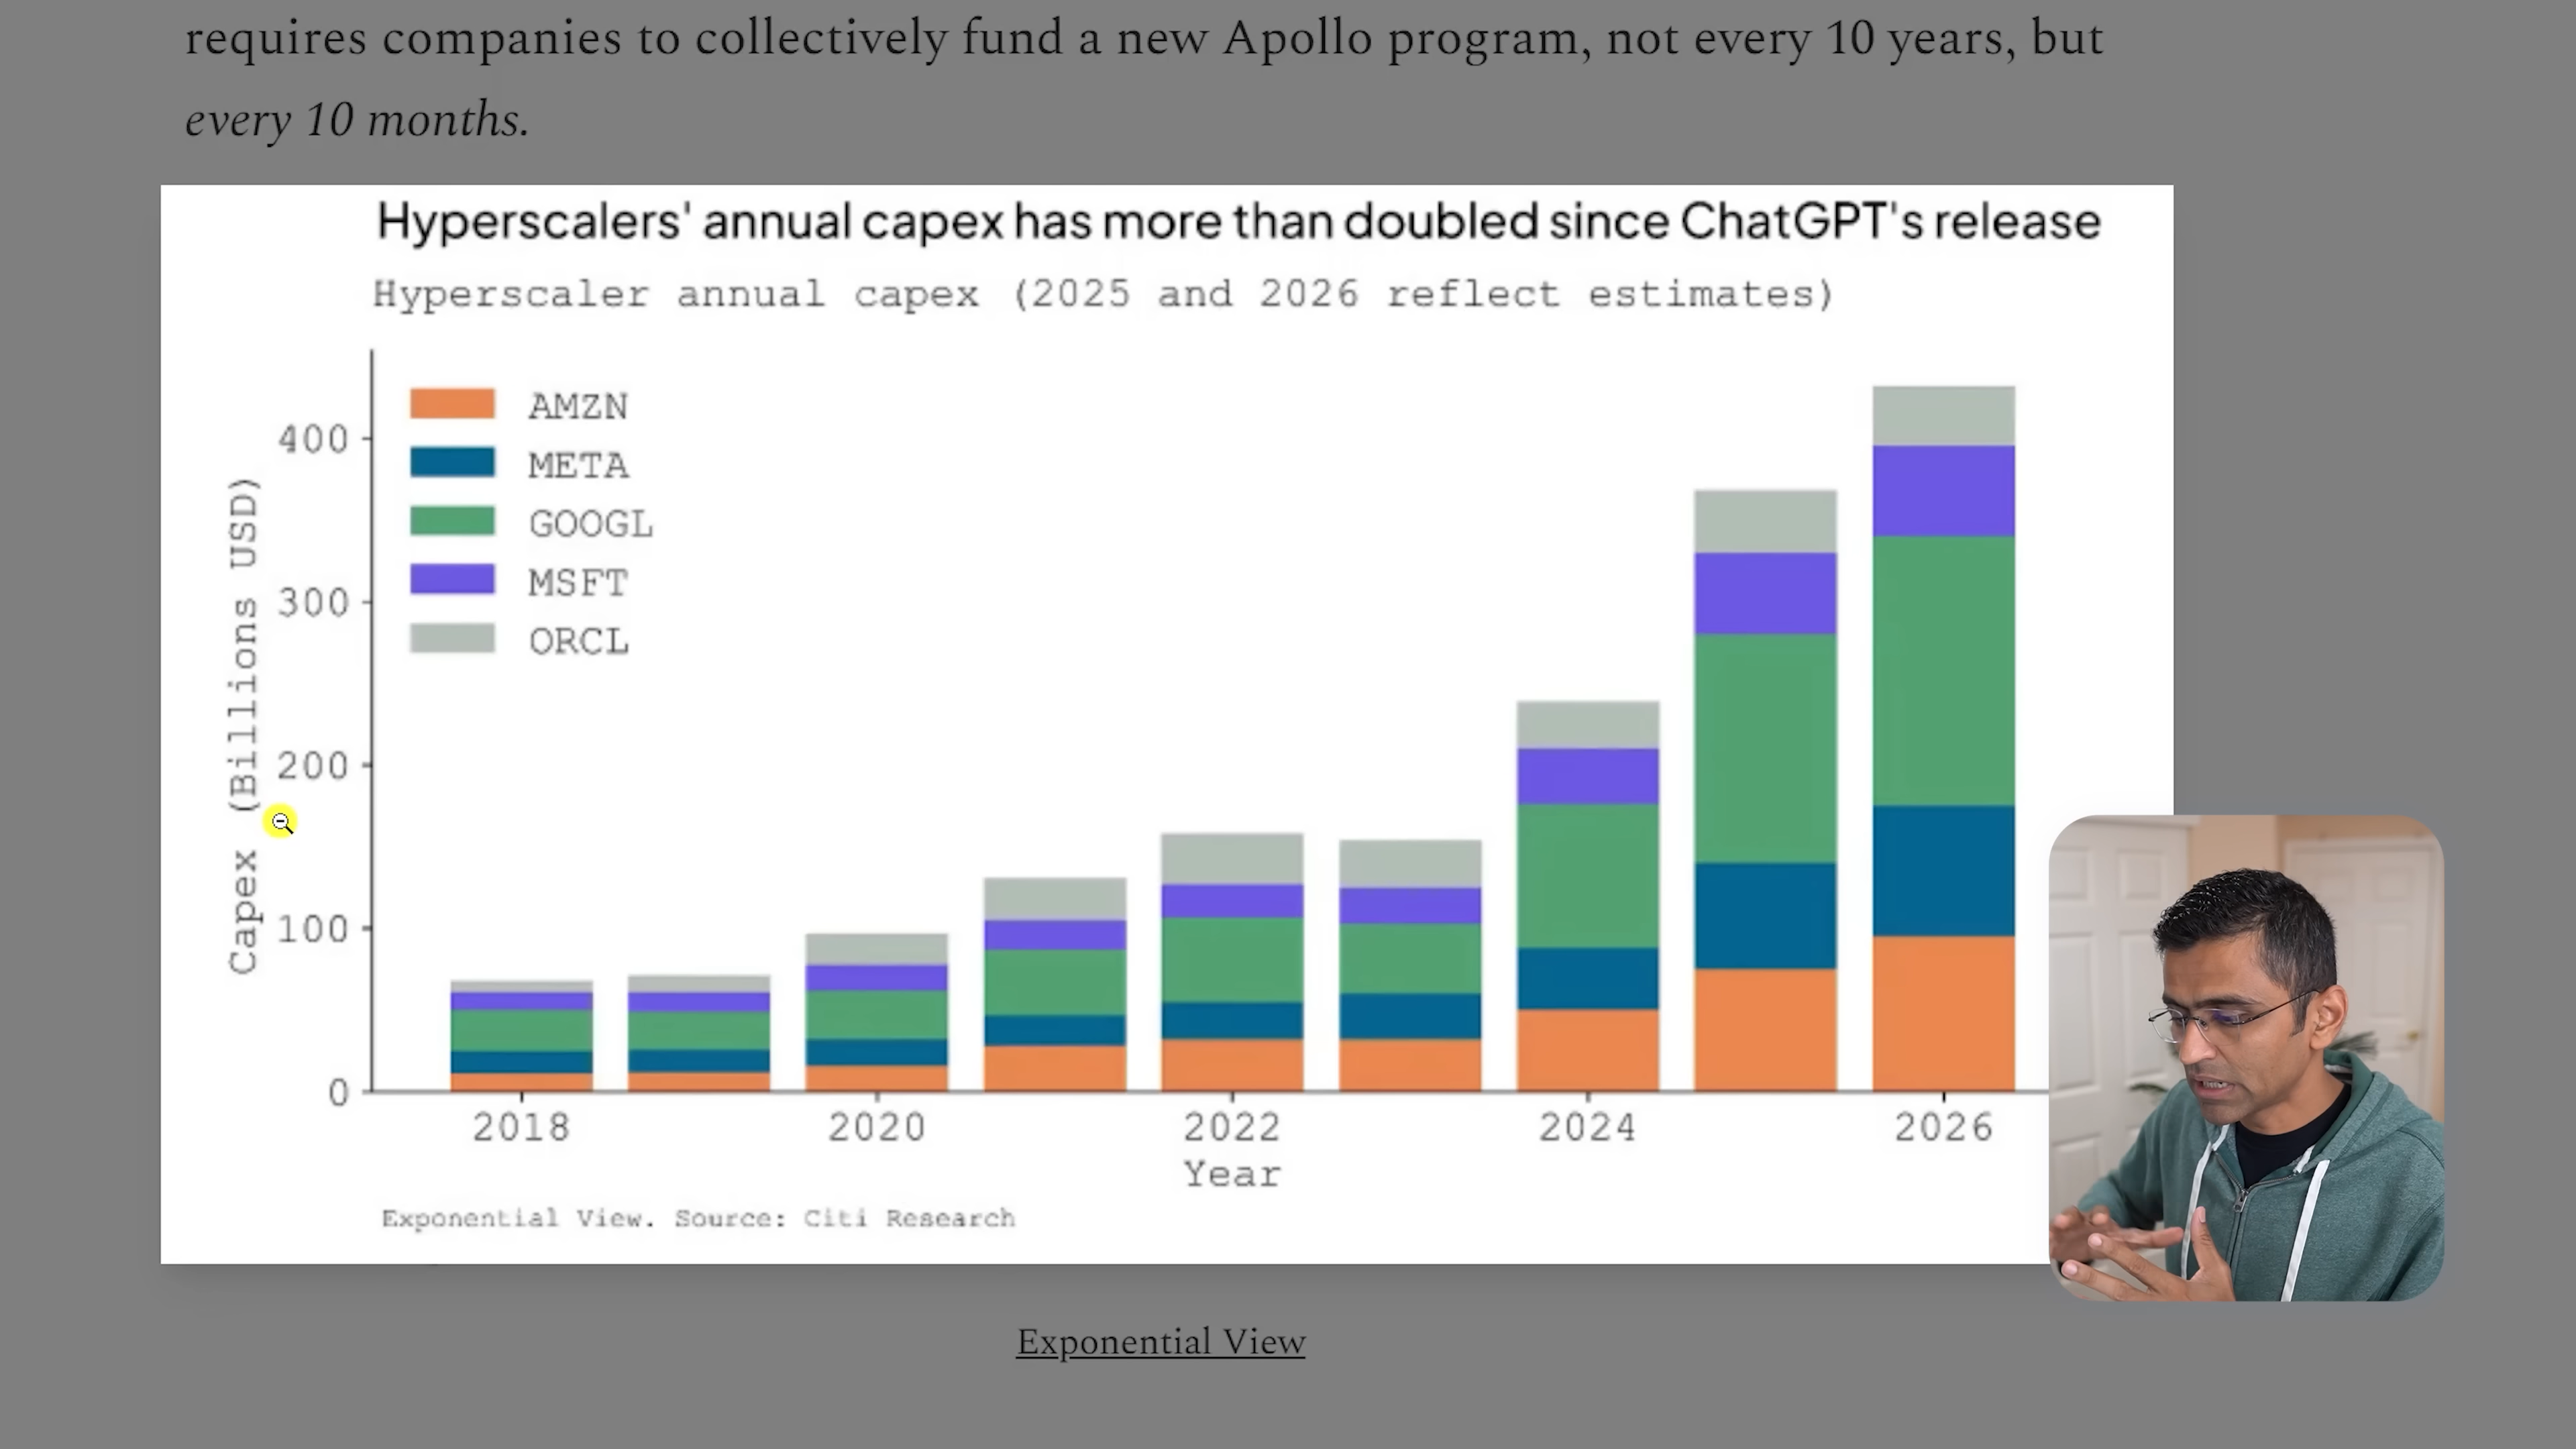 requires companies to collectively fund a new Apollo program, not every 10 years, but
every 10 months.
Hyperscalers' annual capex has more than doubled since ChatGPT's release
Hyperscaler annual capex (2025 and 2026 reflect estimates)
AMZN
META
GOOGL
MSFT
ORCL
Capex (Billions USD)
400
300
200
100
0
2018
2020
2022
2024
2026
Year
Exponential View. Source: Citi Research
Exponential View